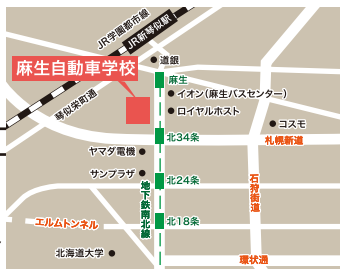 JR学園都市線
JR新琴似駅
道銀
麻生自動車学校
麻生
イオン(麻生バスセンター)
琴似栄町通
ロイヤルホスト
コスモ
北34条
札幌新道
ヤマダ電機
サンプラザ
北24条
地下鉄南北線
石狩街道
エルムトンネル
北18条
北海道大学
環状通